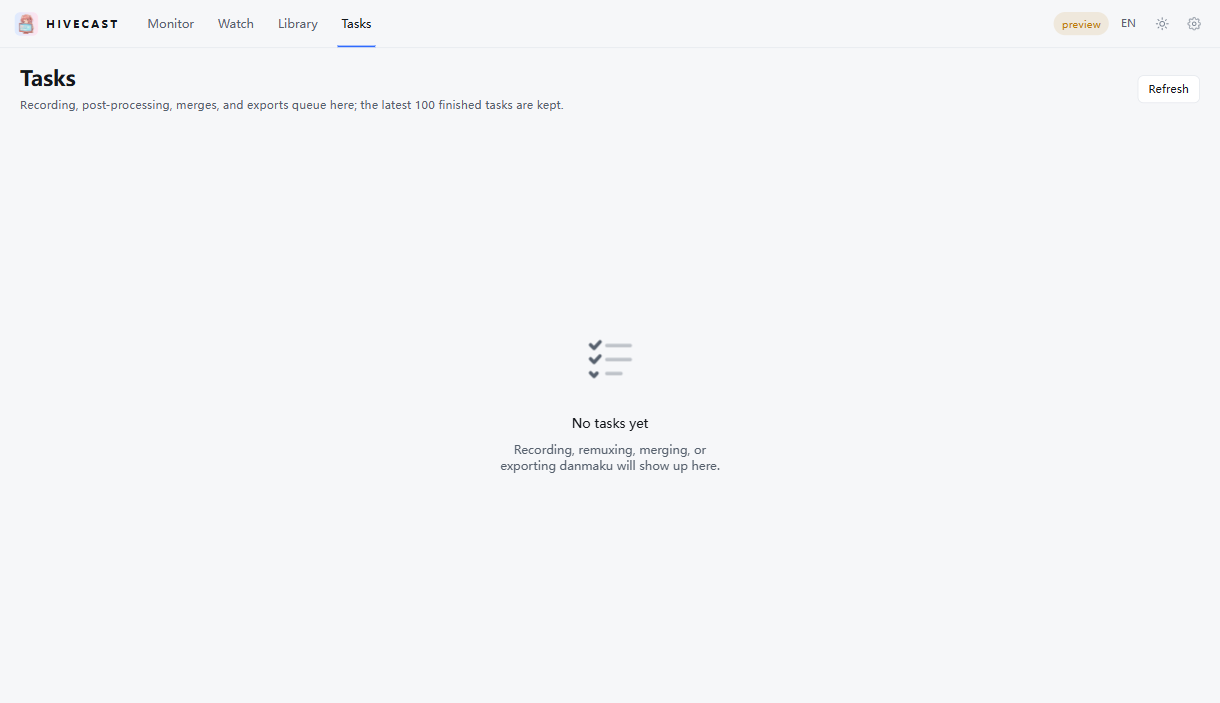 HIVECAST Monitor Watch Library Tasks preview EN
Tasks
Recording, post-processing, merges, and exports queue here; the latest 100 finished tasks are kept.
Refresh
No tasks yet
Recording, remuxing, merging, or
exporting danmaku will show up here.